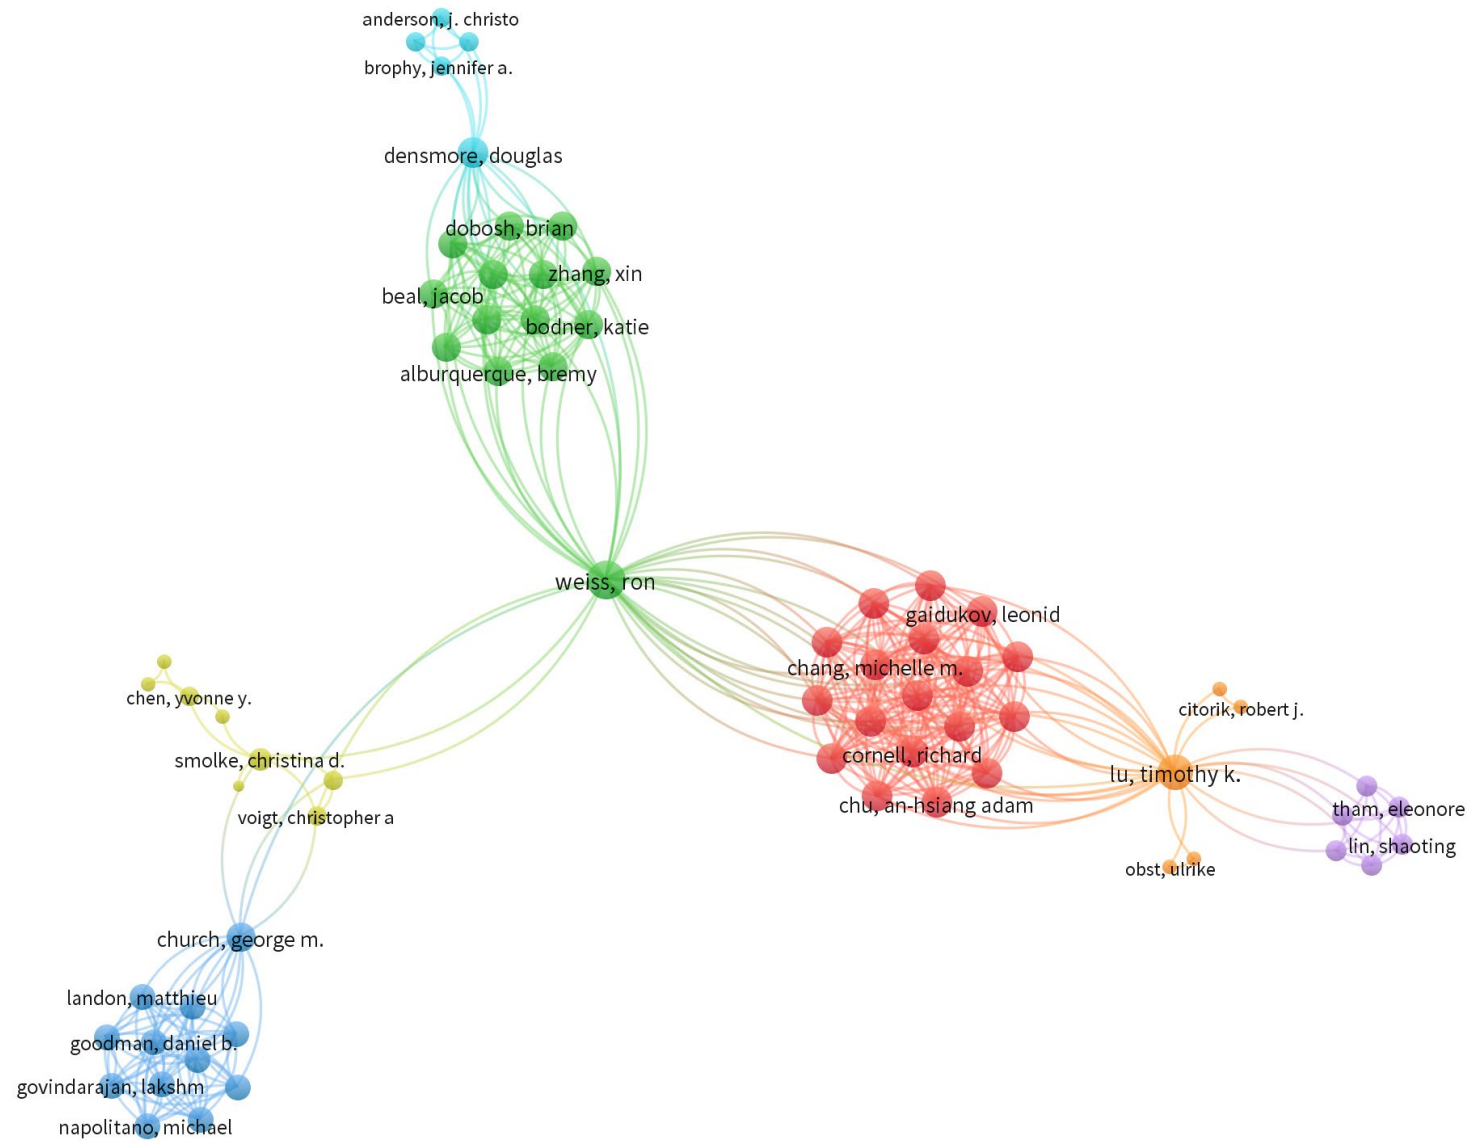 anderson, j. christo
brophy, jennifer a.
densmore, douglas
dobosh, brian
zhang, xin
beal, jacob
bodner, katie
alburquerque, bremy
weiss, ron
gaidukov, leonid
chang, michelle m.
chen, yvonne y.
citorik, robert j.
smolke, christina d.
cornell, richard
lu, timothy k.
voigt, christopher a
chu, an-hsiang adam
tham, eleonore
lin, shaoting
obst, ulrike
church, george m.
landon, matthieu
goodman, daniel b.
govindarajan, lakshm
napolitano, michael